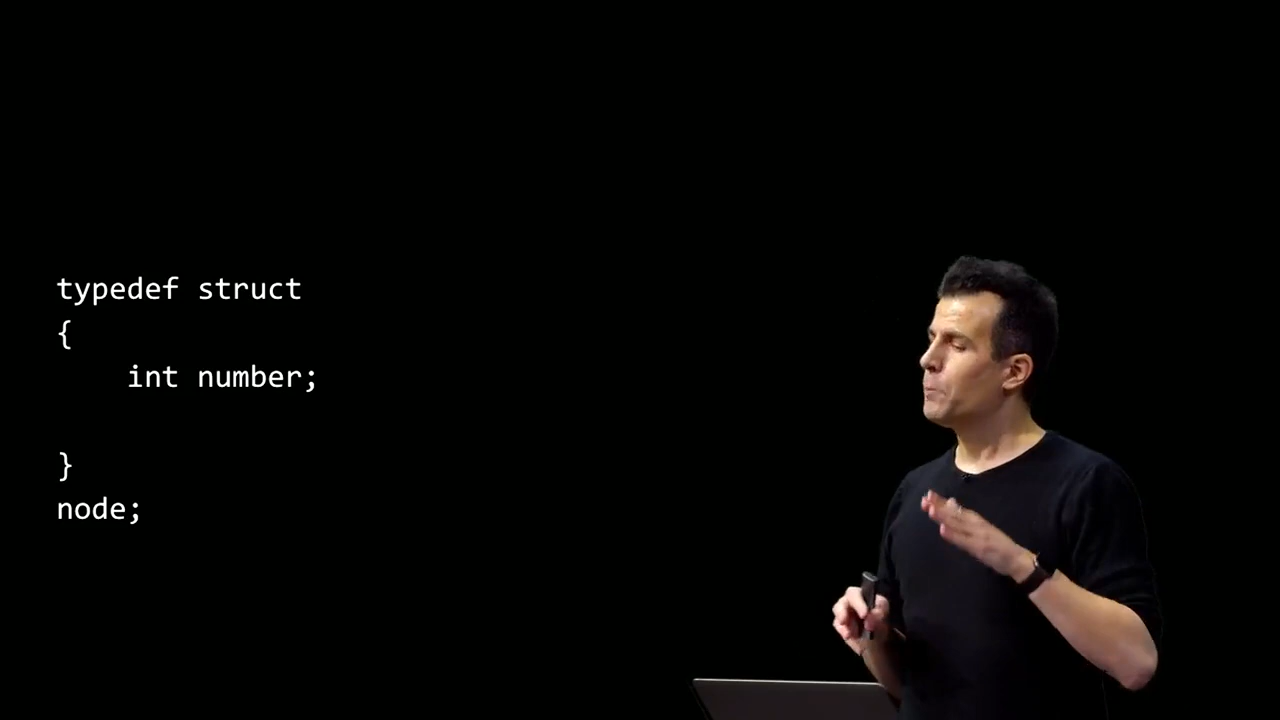 typedef struct
{
    int number;
}
node;